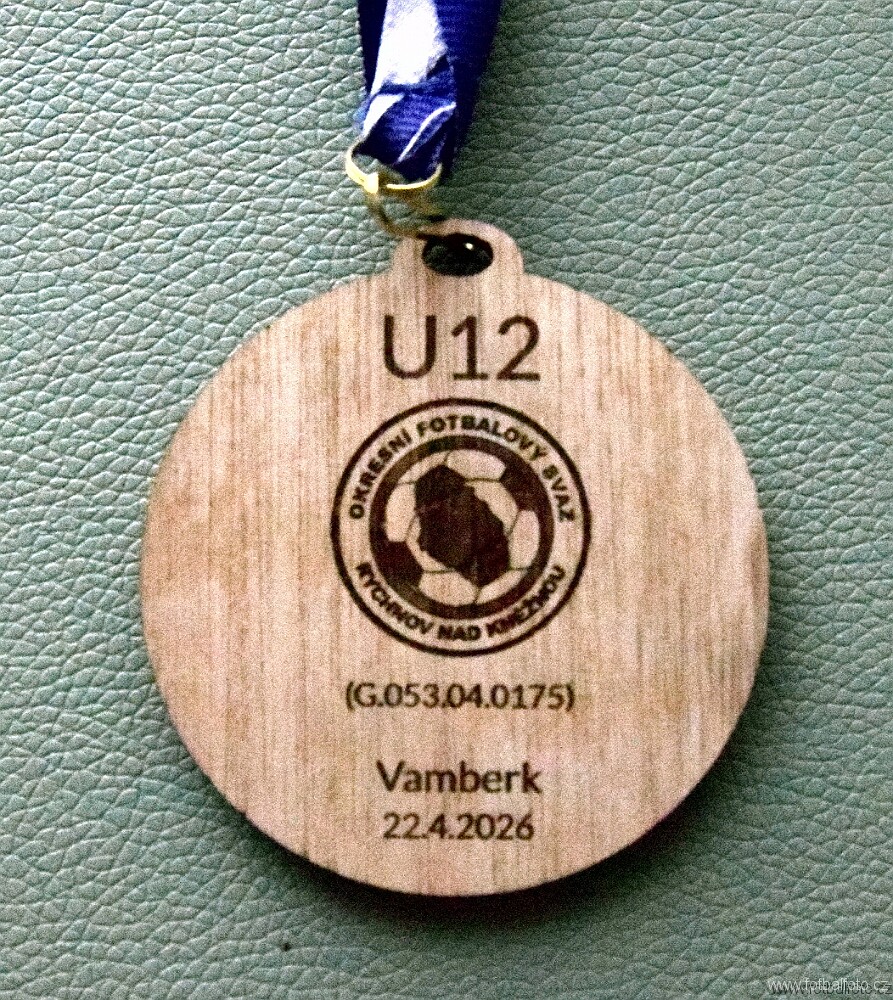 U12
OKRESNÍ FOTBALOVÝ SVAZ
RYCHNOV NAD KNĚŽNOU
(G.053.04.0175)
Vamberk
22.4.2026
www.fotbalfoto.cz